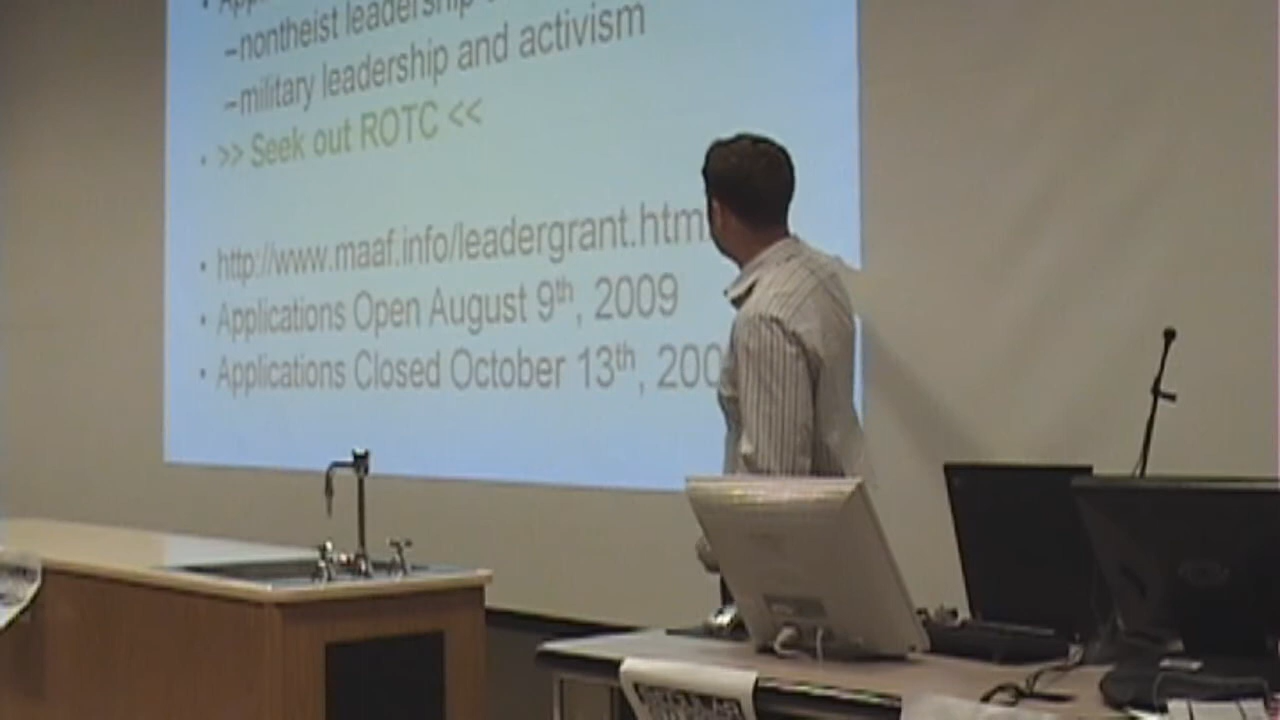 –nontheist leadership
–military leadership and activism
• >> Seek out ROTC <<
• http://www.maaf.info/leadergrant.htm
• Applications Open August 9th, 2009
• Applications Closed October 13th, 200